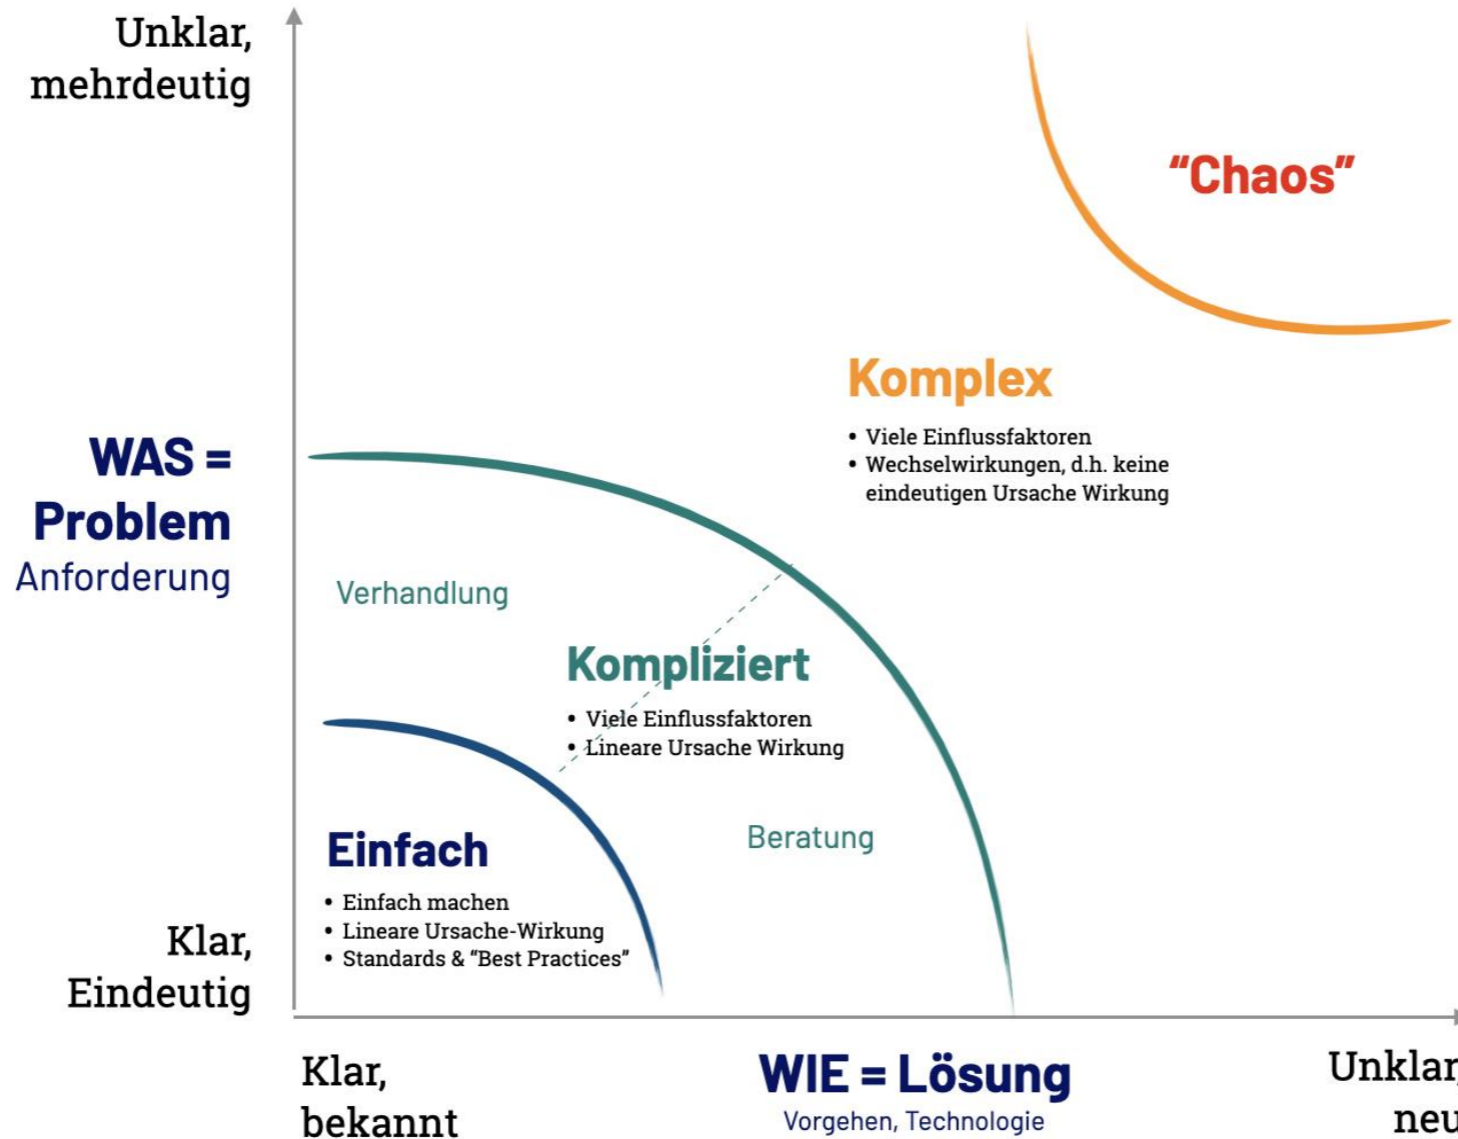 Unklar,
mehrdeutig
“Chaos”
Komplex
• Viele Einflussfaktoren
• Wechselwirkungen, d.h. keine
eindeutigen Ursache Wirkung
WAS =
Problem
Anforderung
Verhandlung
Kompliziert
• Viele Einflussfaktoren
• Lineare Ursache Wirkung
Beratung
Einfach
• Einfach machen
• Lineare Ursache-Wirkung
• Standards & “Best Practices”
Klar,
Eindeutig
Klar,
bekannt
WIE = Lösung
Vorgehen, Technologie
Unklar,
neu